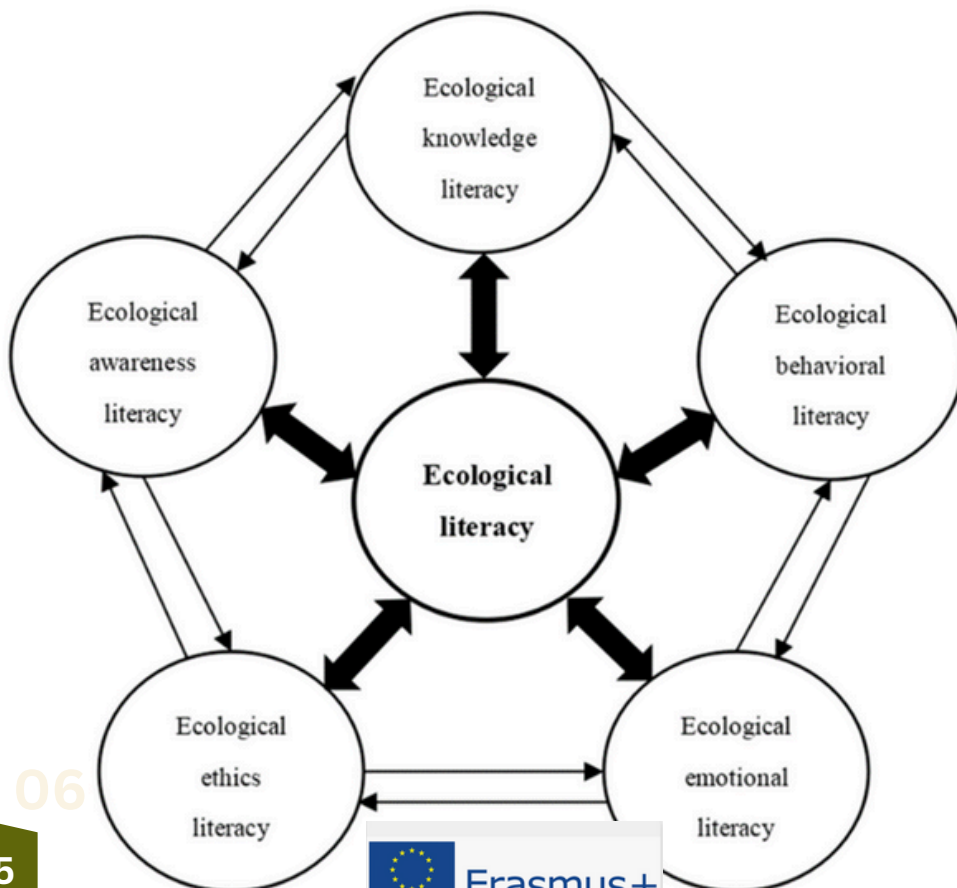 Ecological
knowledge
literacy
Ecological
awareness
literacy
Ecological
behavioral
literacy
Ecological
literacy
Ecological
ethics
literacy
Ecological
emotional
literacy
06
5
Erasmus+